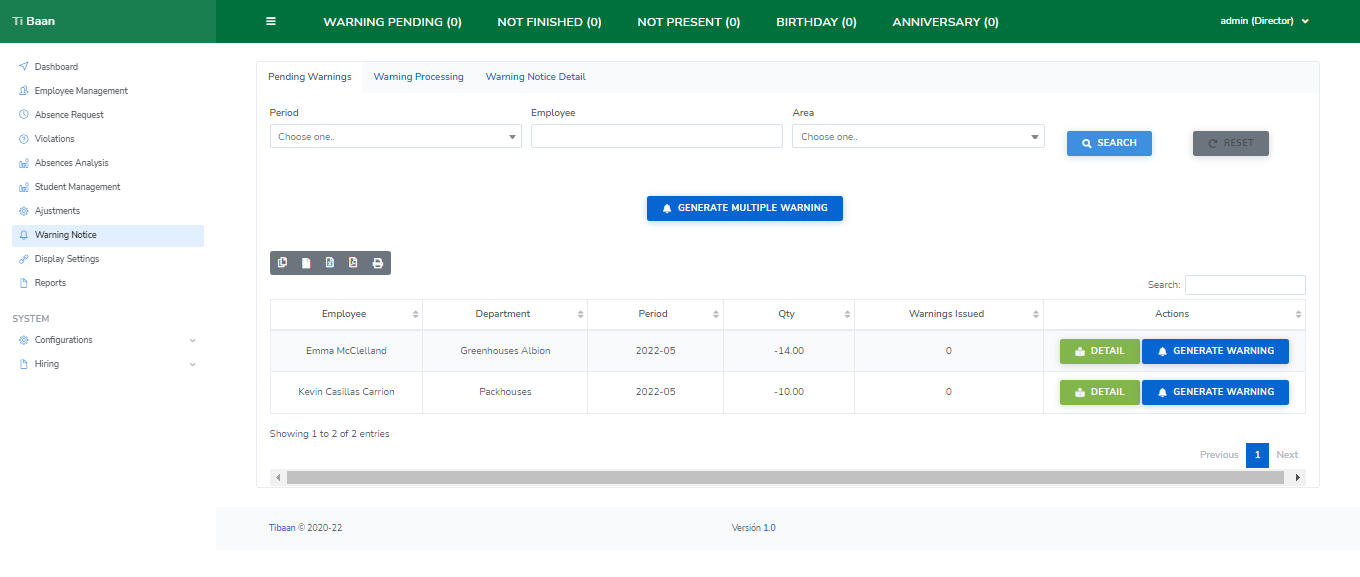 Ti Baan
WARNING PENDING (0) NOT FINISHED (0) NOT PRESENT (0) BIRTHDAY (0) ANNIVERSARY (0)
admin (Director)
Dashboard
Employee Management
Absence Request
Violations
Absences Analysis
Student Management
Ajustments
Warning Notice
Display Settings
Reports
SYSTEM
Configurations
Hiring
Pending Warnings Warning Processing Warning Notice Detail
Period Employee Area
Choose one.. Choose one.. SEARCH RESET
GENERATE MULTIPLE WARNING
Search:
Employee Department Period Qty Warnings Issued Actions
Emma McClelland Greenhouses Albion 2022-05 -14.00 0 DETAIL GENERATE WARNING
Kevin Casillas Carrion Packhouses 2022-05 -10.00 0 DETAIL GENERATE WARNING
Showing 1 to 2 of 2 entries
Previous 1 Next
Tibaan © 2020-22 Versión 1.0